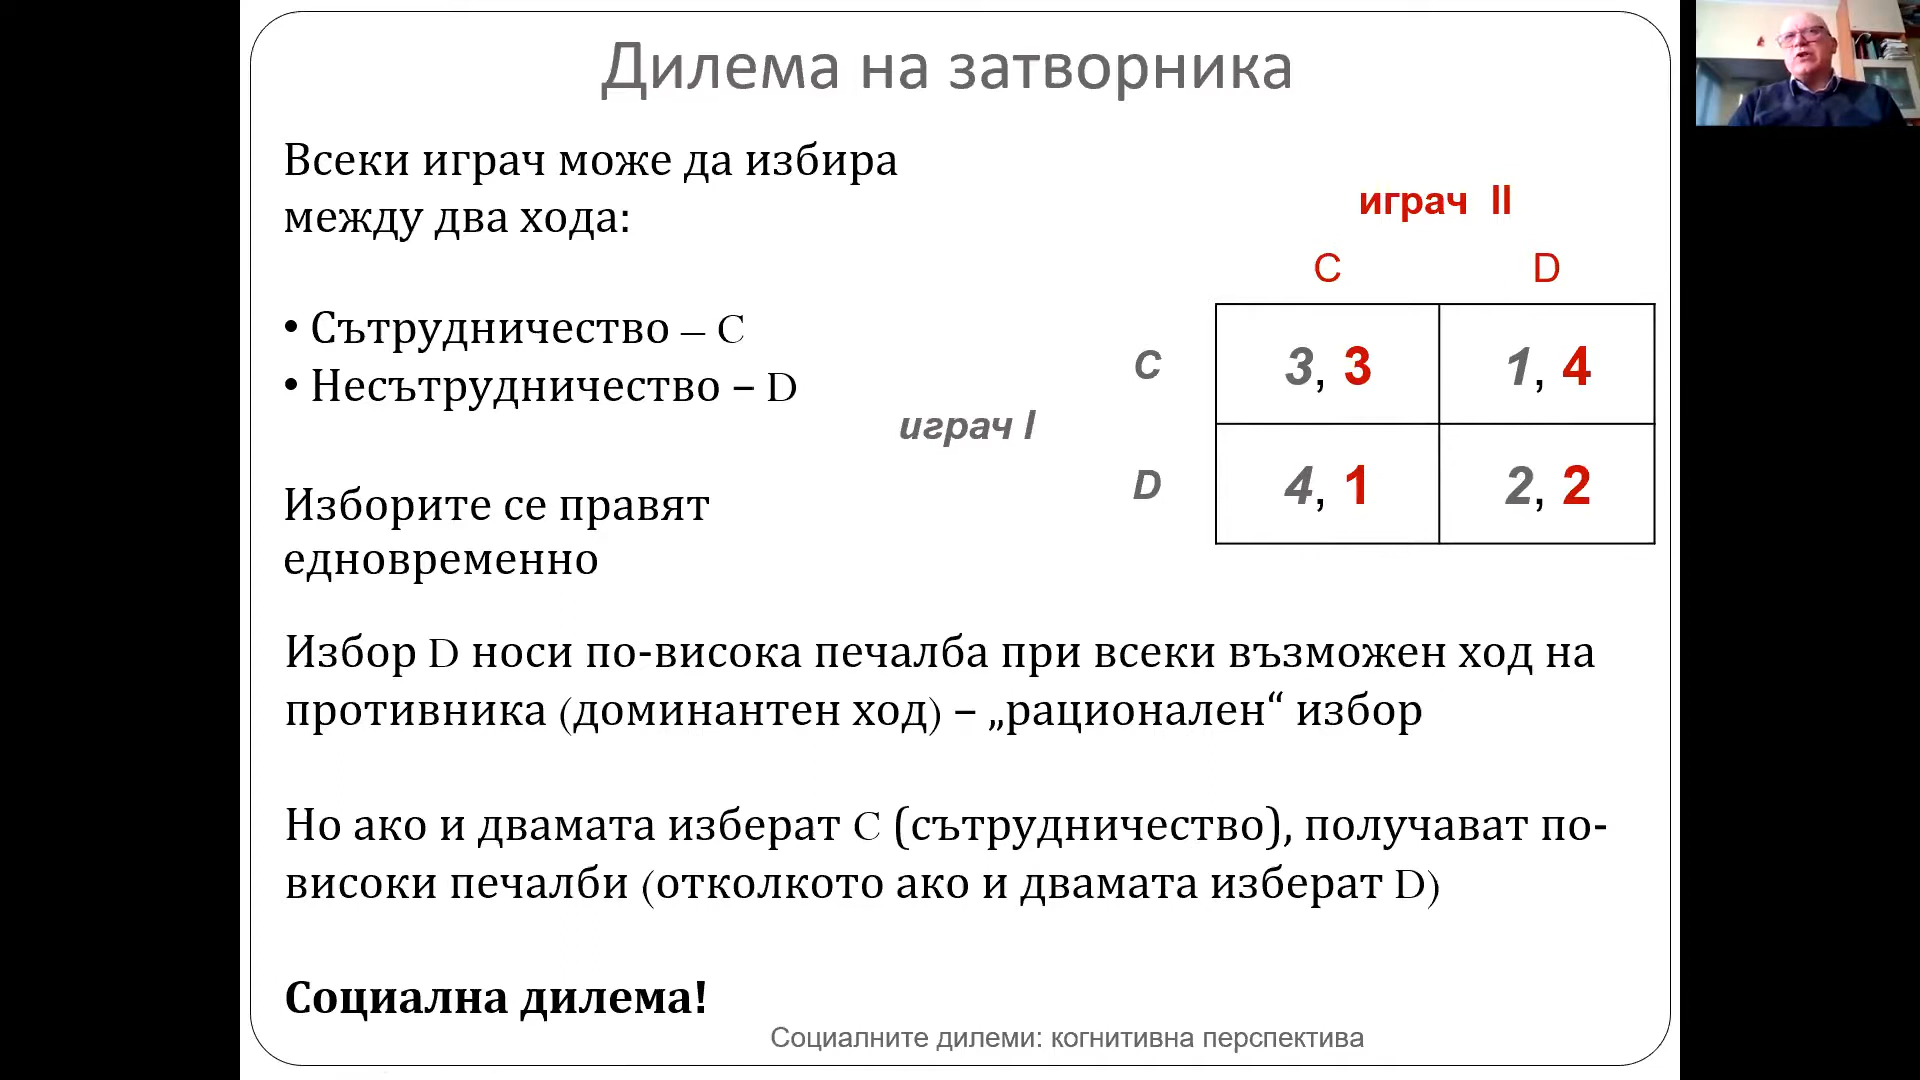 Дилема на затворника
Всеки играч може да избира
между два хода:
• Сътрудничество – C
• Несътрудничество – D
Изборите се правят
едновременно
играч II
C D
играч I
C 3, 3 1, 4
D 4, 1 2, 2
Избор D носи по-висока печалба при всеки възможен ход на
противника (доминантен ход) – „рационален“ избор
Но ако и двамата изберат C (сътрудничество), получават по-
високи печалби (отколкото ако и двамата изберат D)
Социална дилема!
Социалните дилеми: когнитивна перспектива